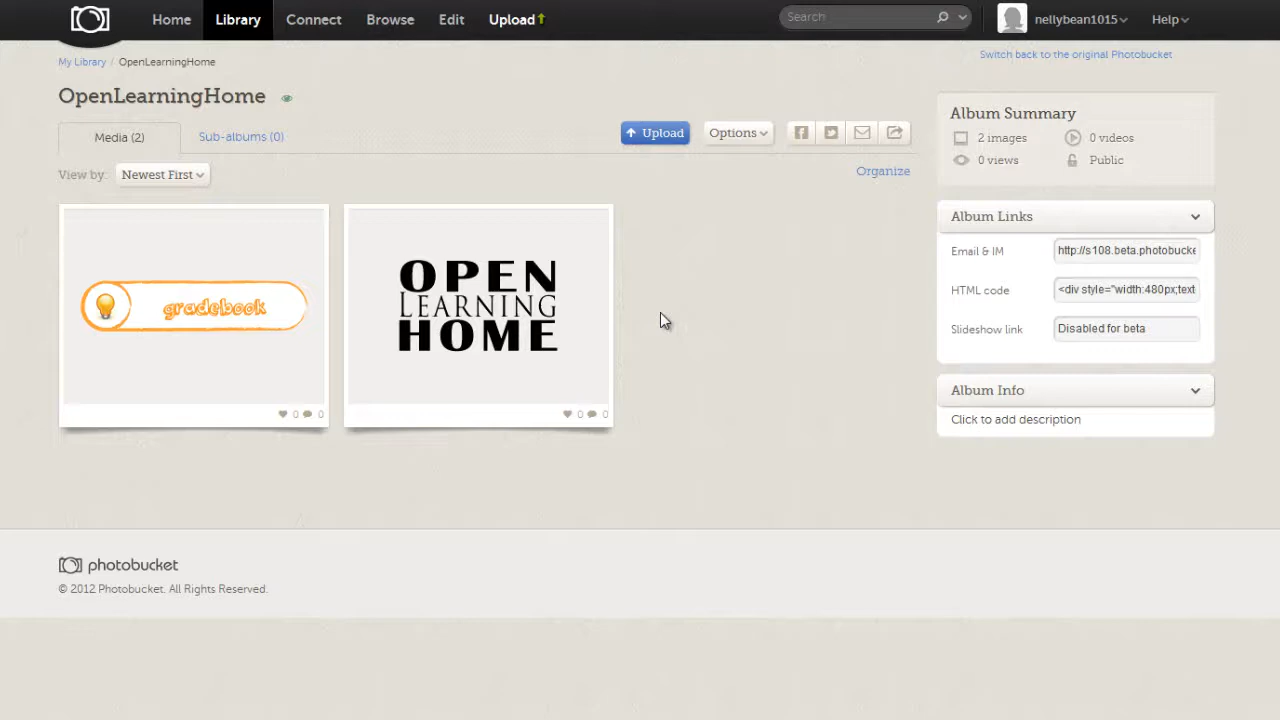 Home Library Connect Browse Edit Upload Search nellybean1015 Help
Switch back to the original Photobucket
My Library / OpenLearningHome
OpenLearningHome
Media (2) Sub-albums (0) Upload Options
View by: Newest First Organize
gradebook
0 0
OPEN
LEARNING
HOME
0 0
Album Summary
2 images 0 videos
0 views Public
Album Links
Email & IM http://s108.beta.photobucke
HTML code <div style="width:480px;text
Slideshow link Disabled for beta
Album Info
Click to add description
photobucket
© 2012 Photobucket. All Rights Reserved.